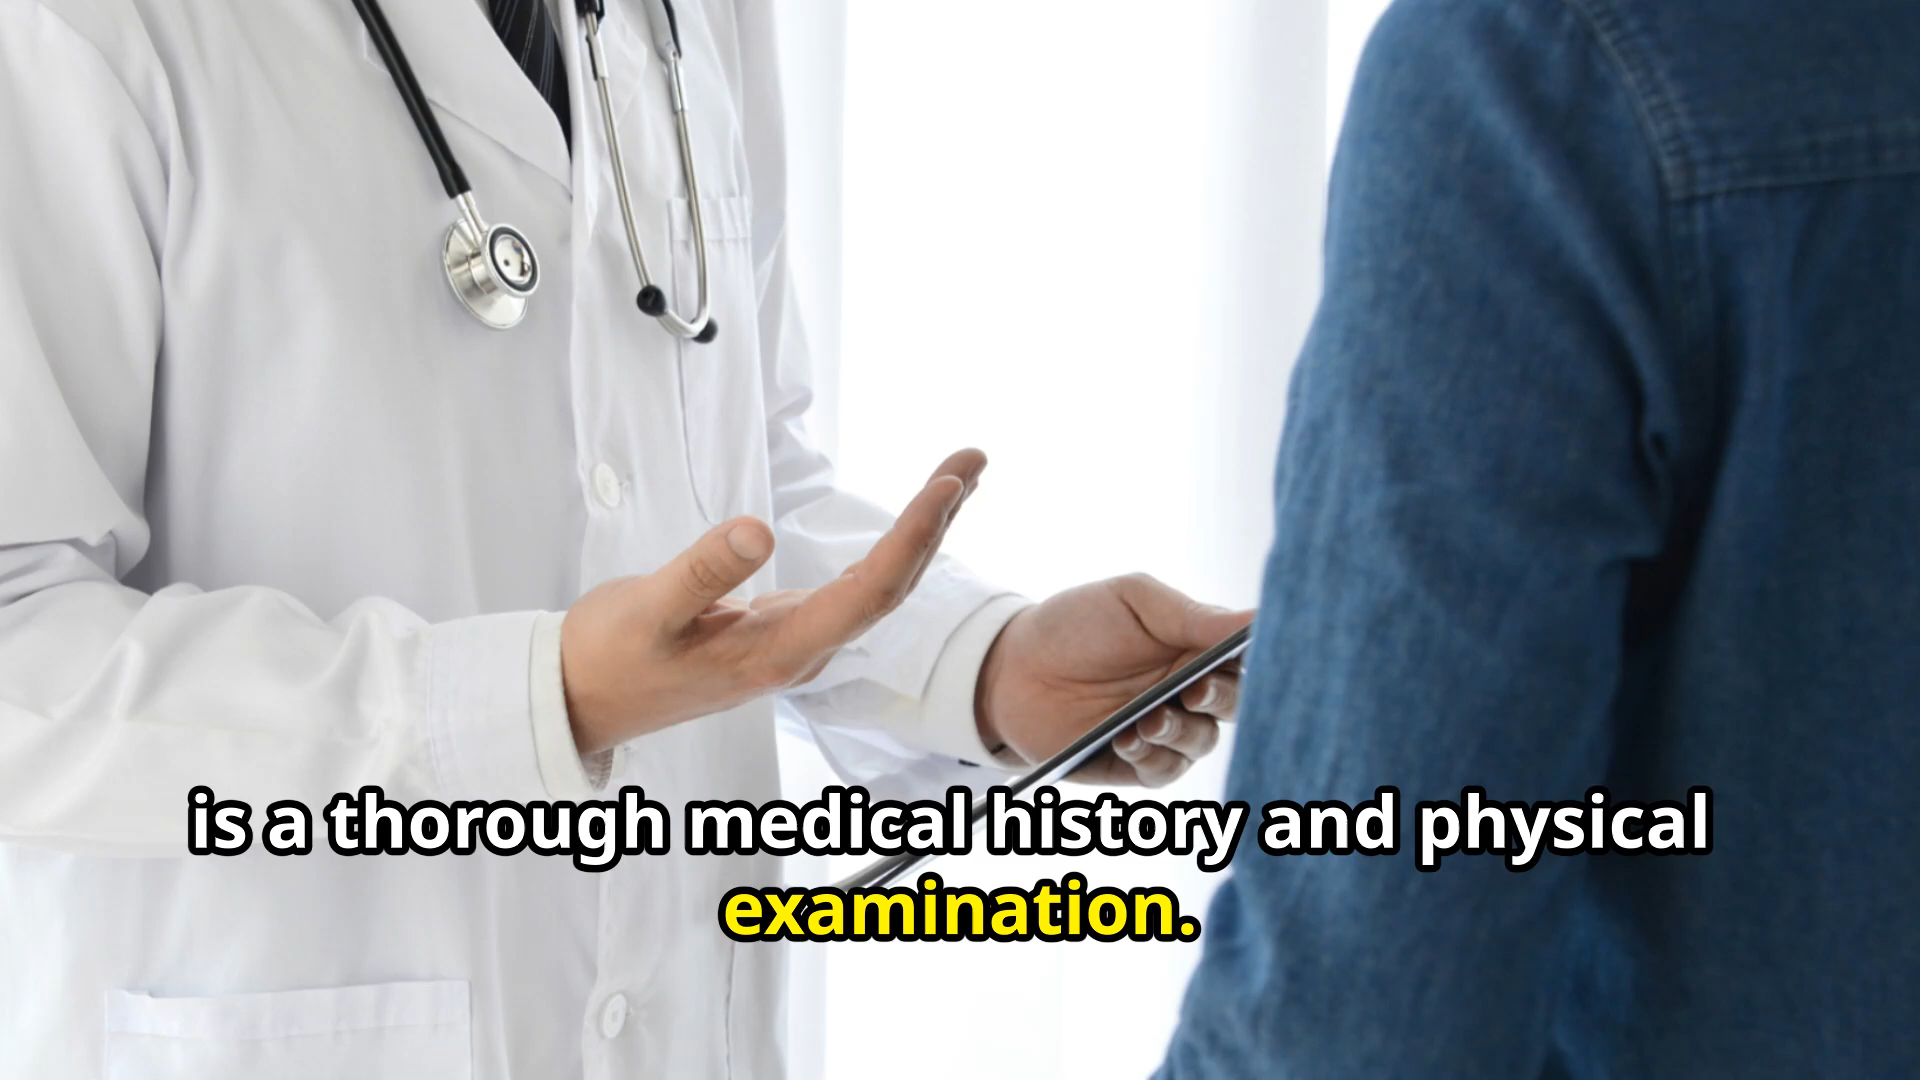 is a thorough medical history and physical
examination.